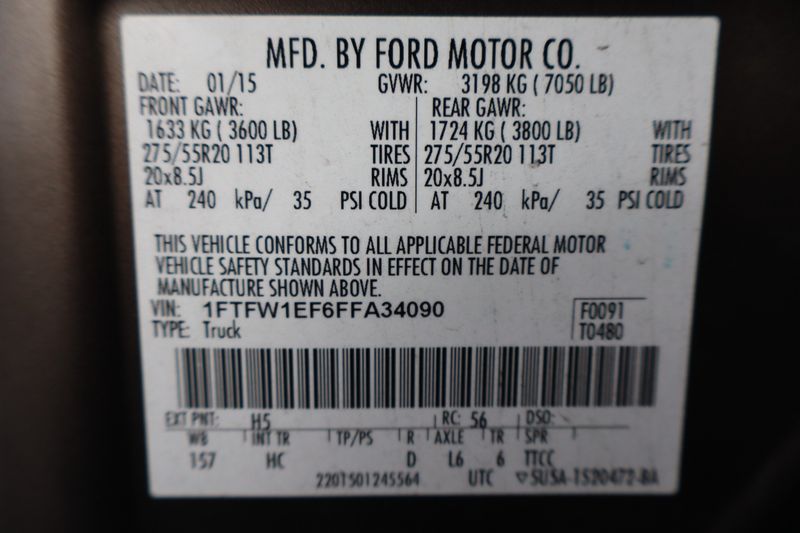 MFD. BY FORD MOTOR CO.
DATE: 01/15 GVWR: 3198 KG ( 7050 LB)
FRONT GAWR: REAR GAWR:
1633 KG ( 3600 LB) WITH 1724 KG ( 3800 LB) WITH
275/55R20 113T TIRES 275/55R20 113T TIRES
20x8.5J RIMS 20x8.5J RIMS
AT 240 kPa/ 35 PSI COLD AT 240 kPa/ 35 PSI COLD
THIS VEHICLE CONFORMS TO ALL APPLICABLE FEDERAL MOTOR
VEHICLE SAFETY STANDARDS IN EFFECT ON THE DATE OF
MANUFACTURE SHOWN ABOVE.
VIN: 1FTFW1EF6FFA34090 F0091
TYPE: Truck T0480
EXT PNT: H5 RC: 56 DSO:
WB INT TR TP/PS R AXLE TR SPR
157 HC D L6 6 TTCC
2201501245564 UTC ▽SUSA-1520472-BA